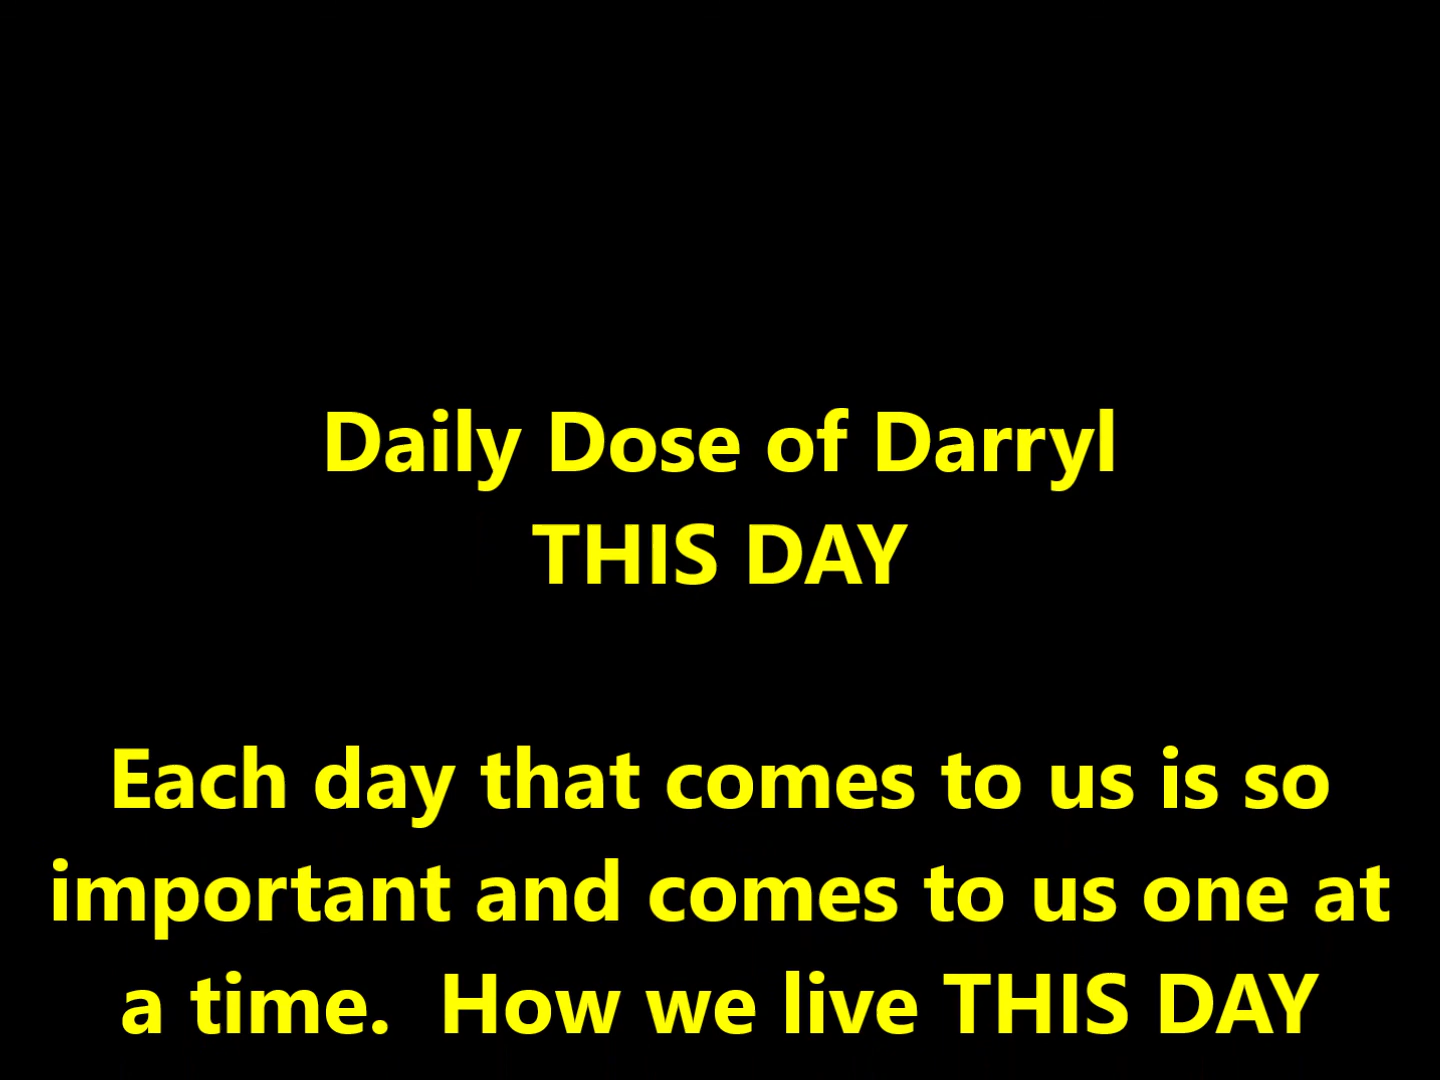 Daily Dose of Darryl
THIS DAY
Each day that comes to us is so
important and comes to us one at
a time.  How we live THIS DAY